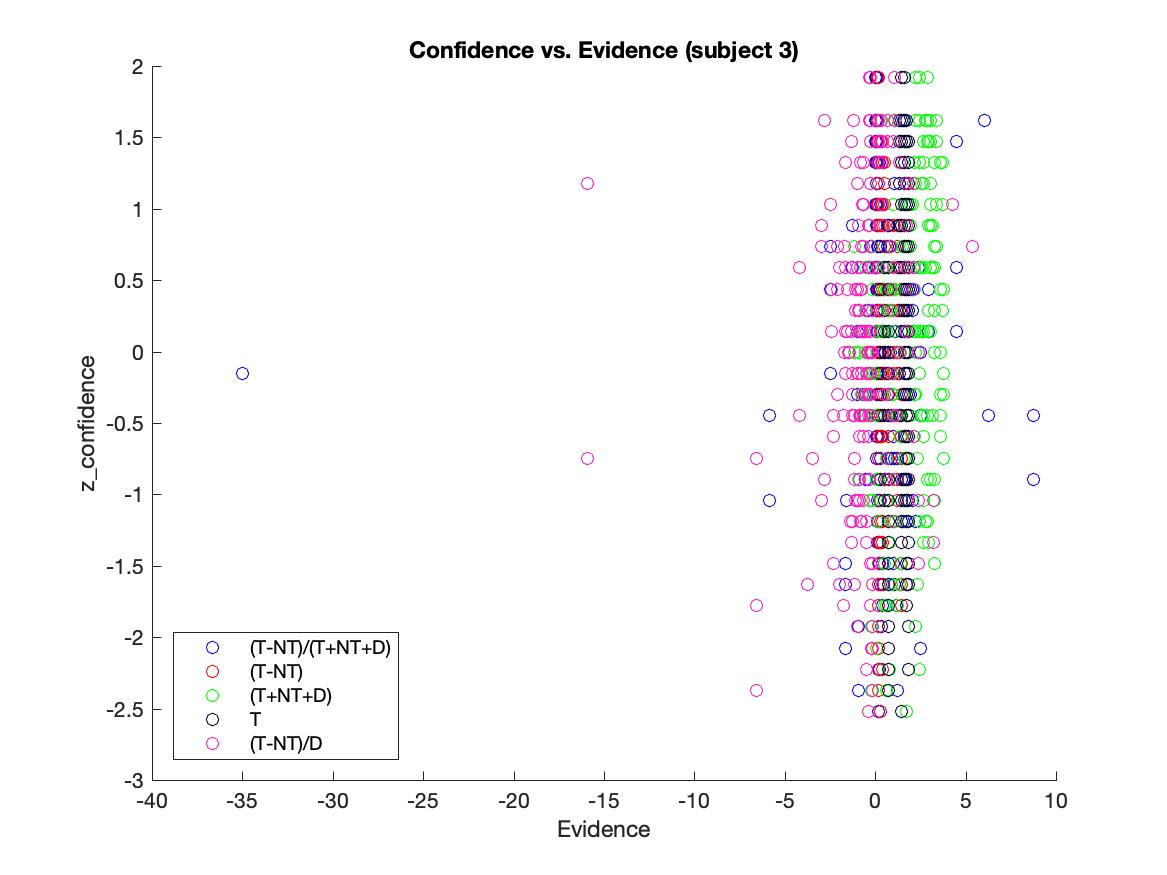 Confidence vs. Evidence (subject 3)
2
1.5
1
0.5
0
-0.5
-1
-1.5
-2
-2.5
-3
z_confidence
(T-NT)/(T+NT+D)
(T-NT)
(T+NT+D)
T
(T-NT)/D
-40 -35 -30 -25 -20 -15 -10 -5 0 5 10
Evidence